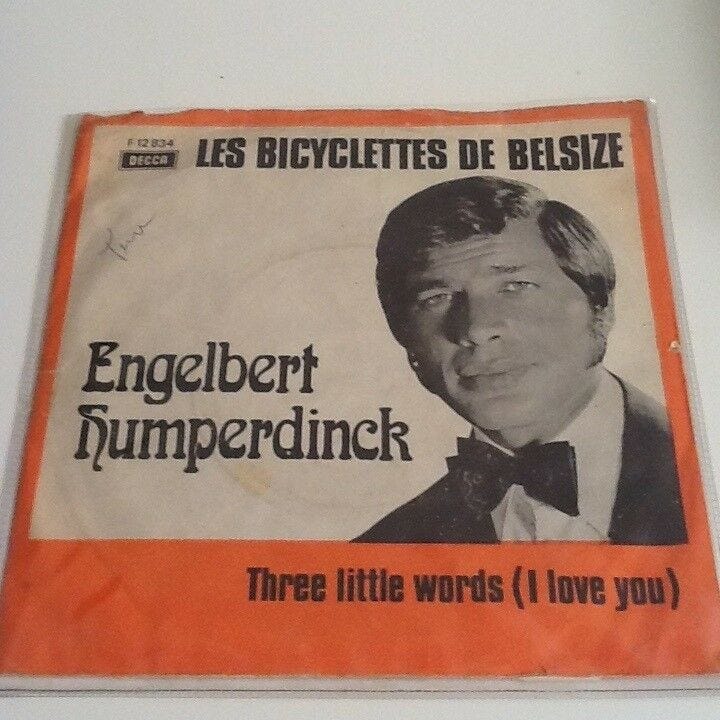 F 12 834
DECCA
LES BICYCLETTES DE BELSIZE
Engelbert
Humperdinck
Three little words (I love you)